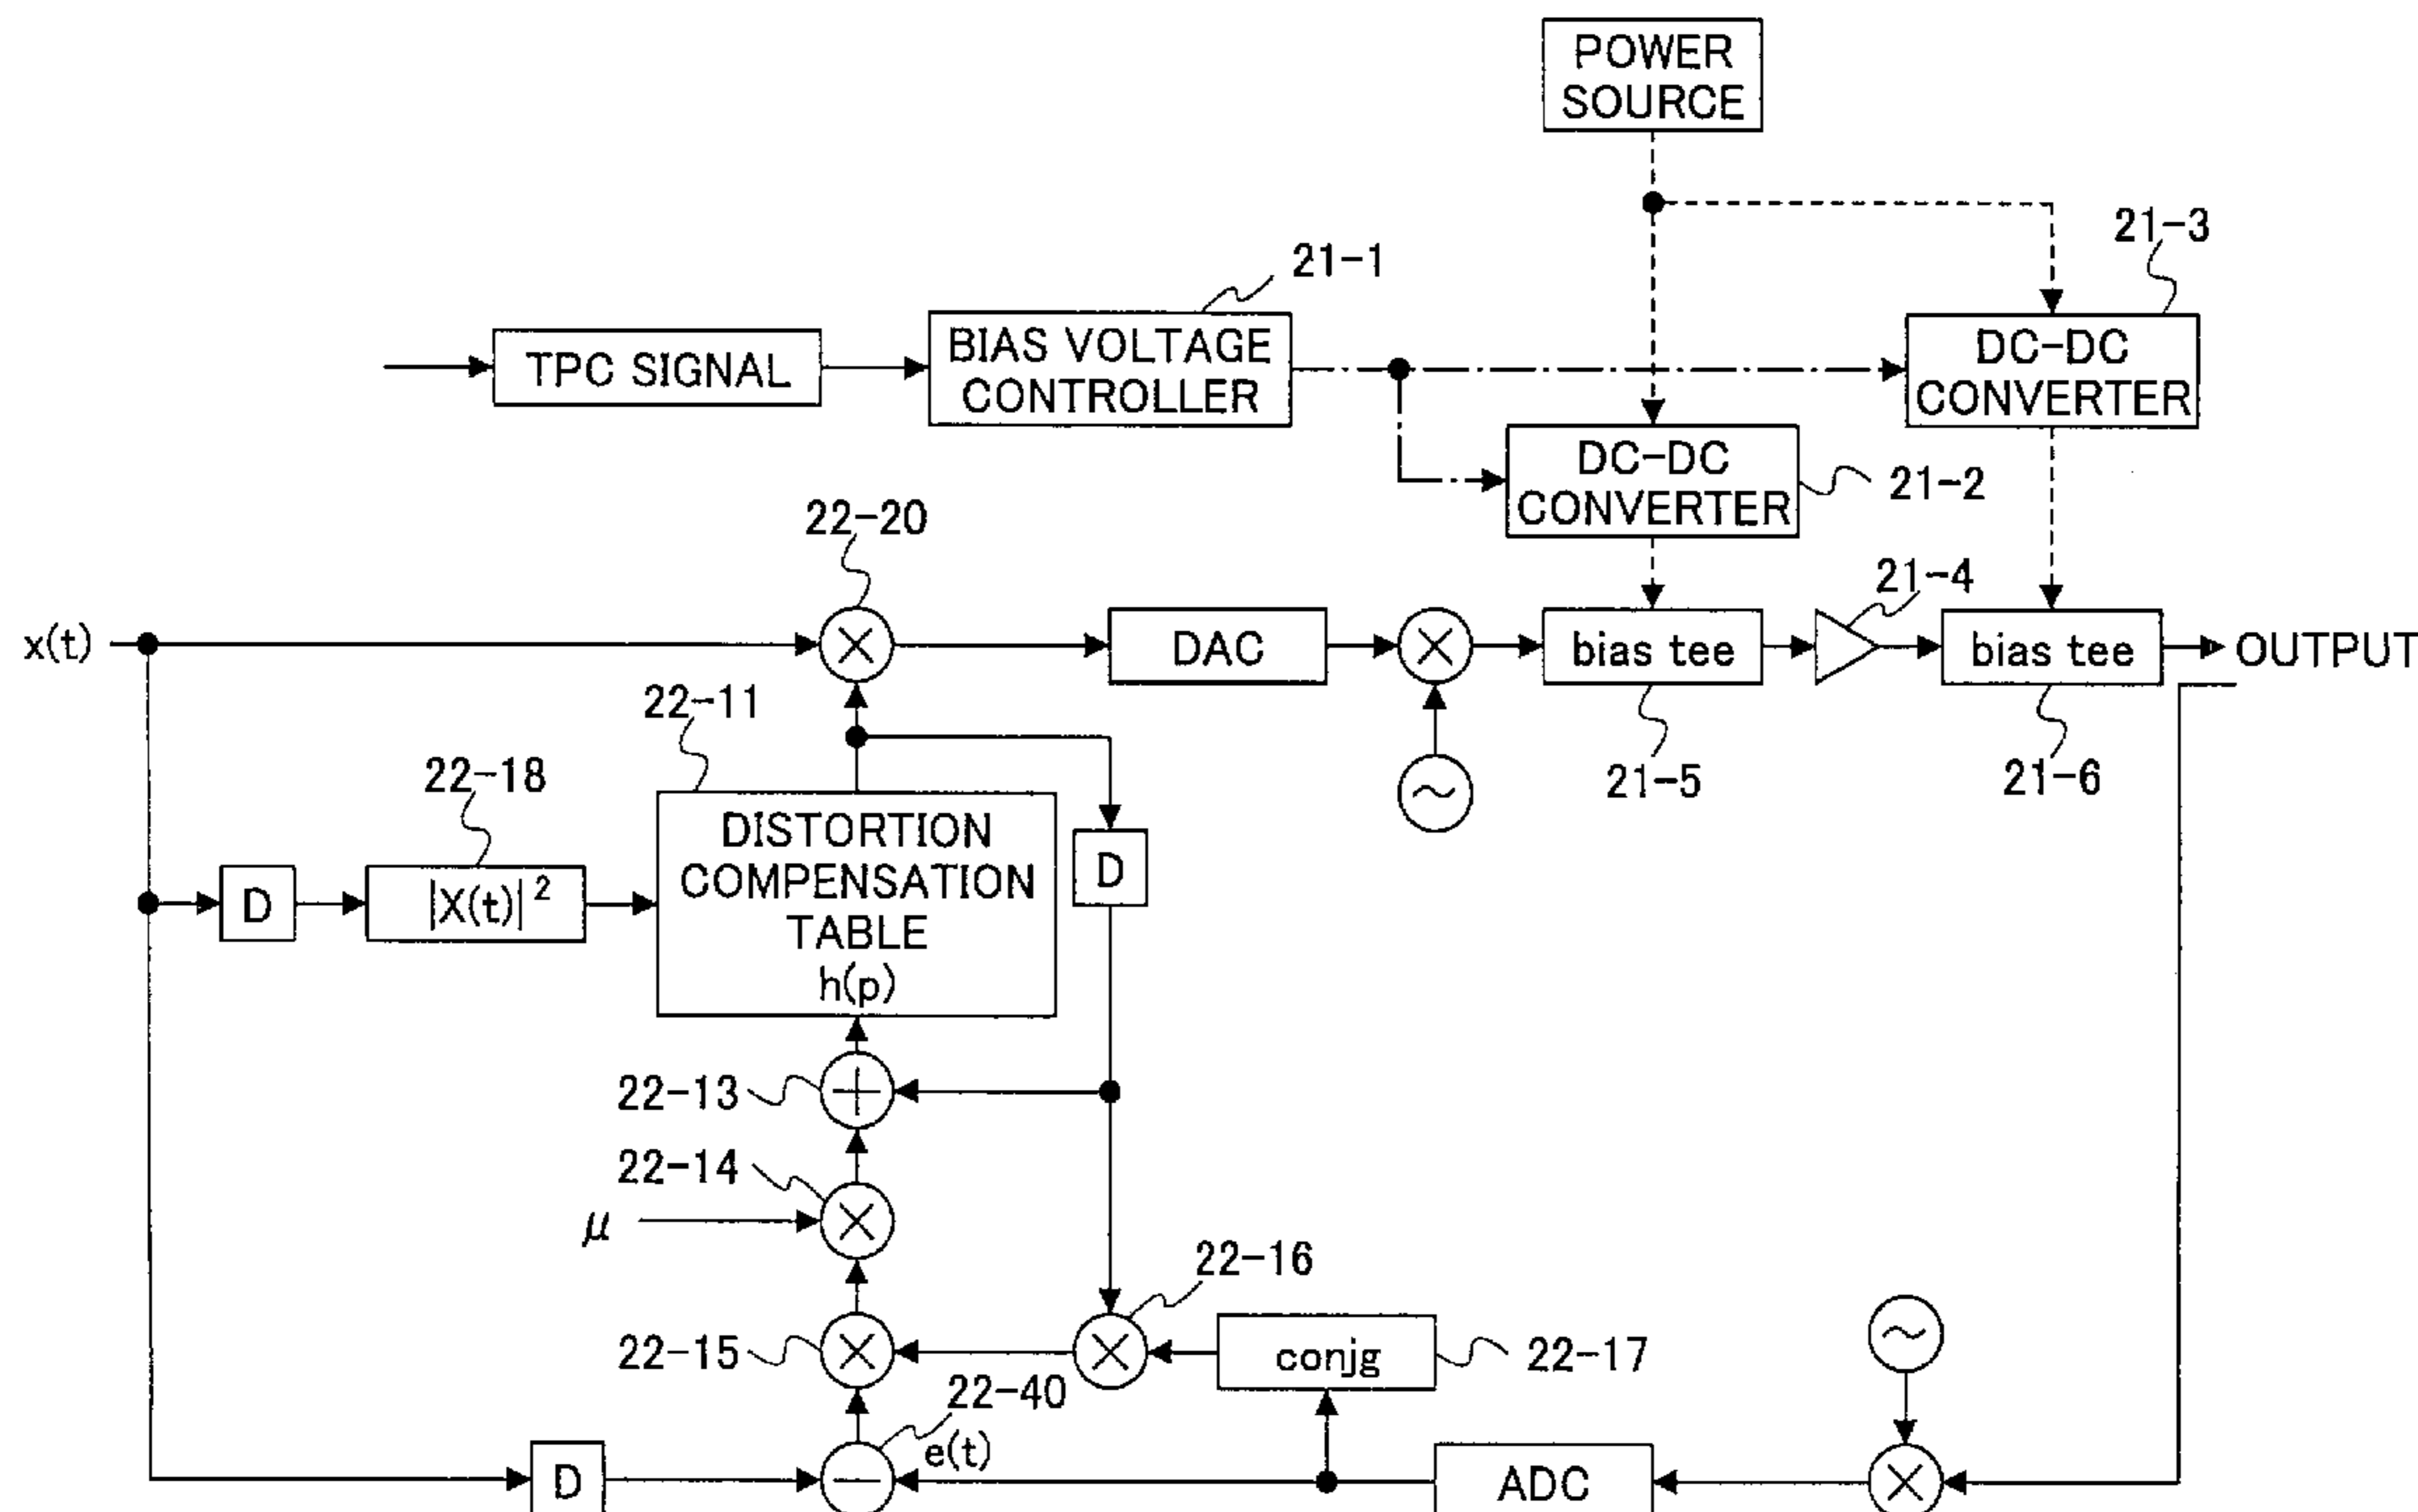 POWER
SOURCE
21-3
21-1
TPC SIGNAL
BIAS VOLTAGE
CONTROLLER
DC-DC
CONVERTER
DC-DC
CONVERTER
21-2
22-20
21-4
x(t)
DAC
bias tee
bias tee
OUTPUT
22-11
21-5
21-6
22-18
D
|X(t)|²
DISTORTION
COMPENSATION
TABLE
h(p)
D
22-13
22-14
μ
22-16
22-15
conjg
22-17
22-40
e(t)
D
ADC